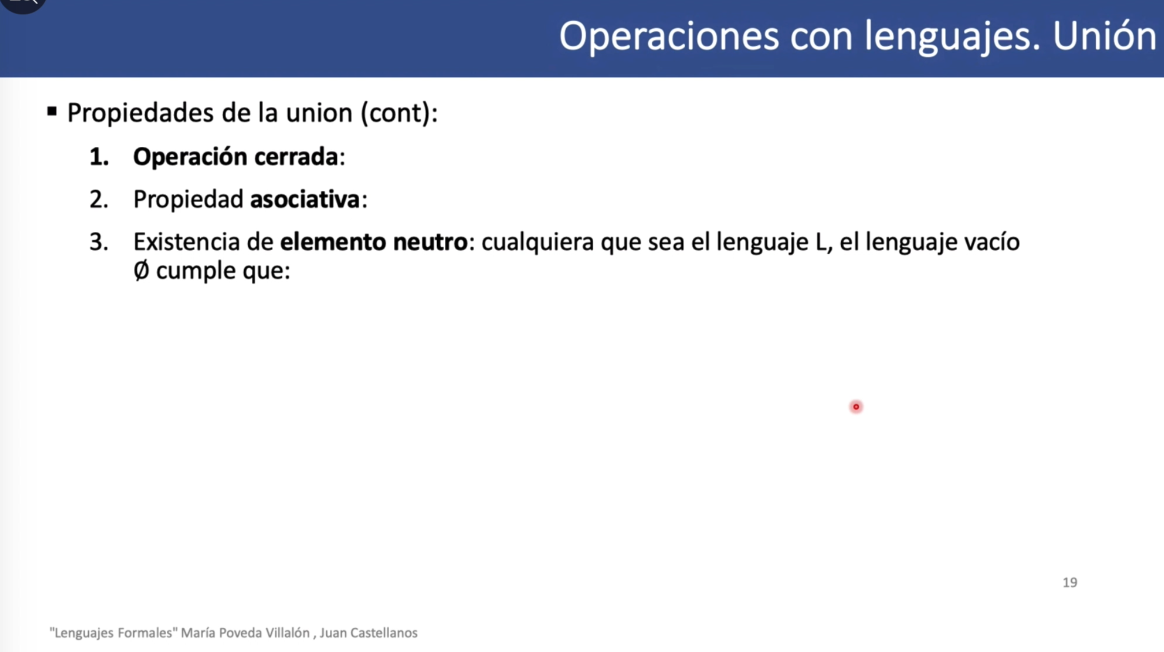 Operaciones con lenguajes. Unión
▪ Propiedades de la union (cont):
1. Operación cerrada:
2. Propiedad asociativa:
3. Existencia de elemento neutro: cualquiera que sea el lenguaje L, el lenguaje vacío
Ø cumple que:
19
"Lenguajes Formales" María Poveda Villalón , Juan Castellanos